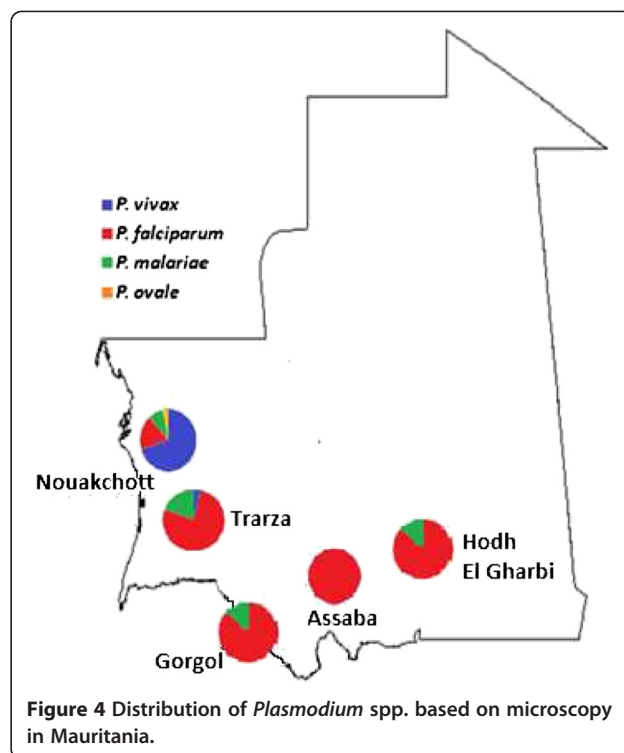 P. vivax
P. falciparum
P. malariae
P. ovale
Nouakchott
Trarza
Hodh
El Gharbi
Assaba
Gorgol
Figure 4 Distribution of Plasmodium spp. based on microscopy
in Mauritania.